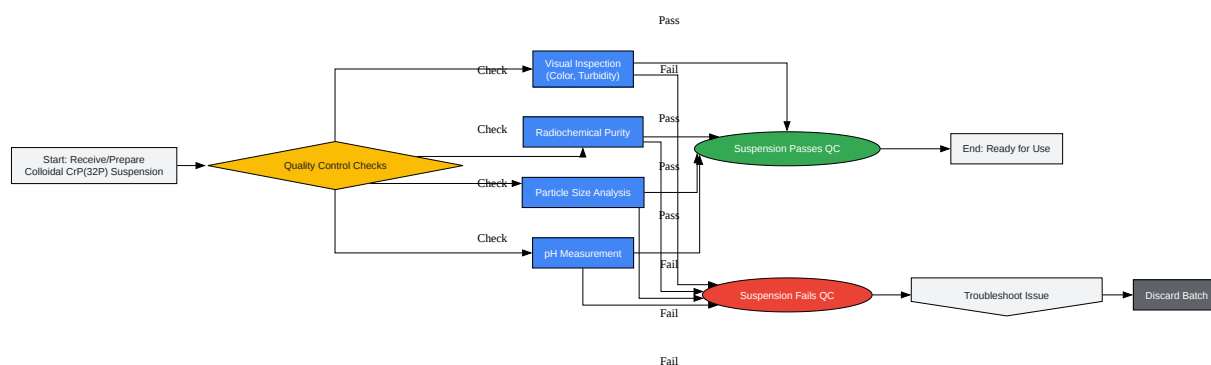 Pass
Visual Inspection
(Color, Turbidity)
Check
Fail
Pass
Check
Radiochemical Purity
Suspension Passes QC
End: Ready for Use
Start: Receive/Prepare
Colloidal CrP(32P) Suspension
Quality Control Checks
Pass
Check
Particle Size Analysis
Pass
Check
pH Measurement
Fail
Suspension Fails QC
Troubleshoot Issue
Discard Batch
Fail
Fail